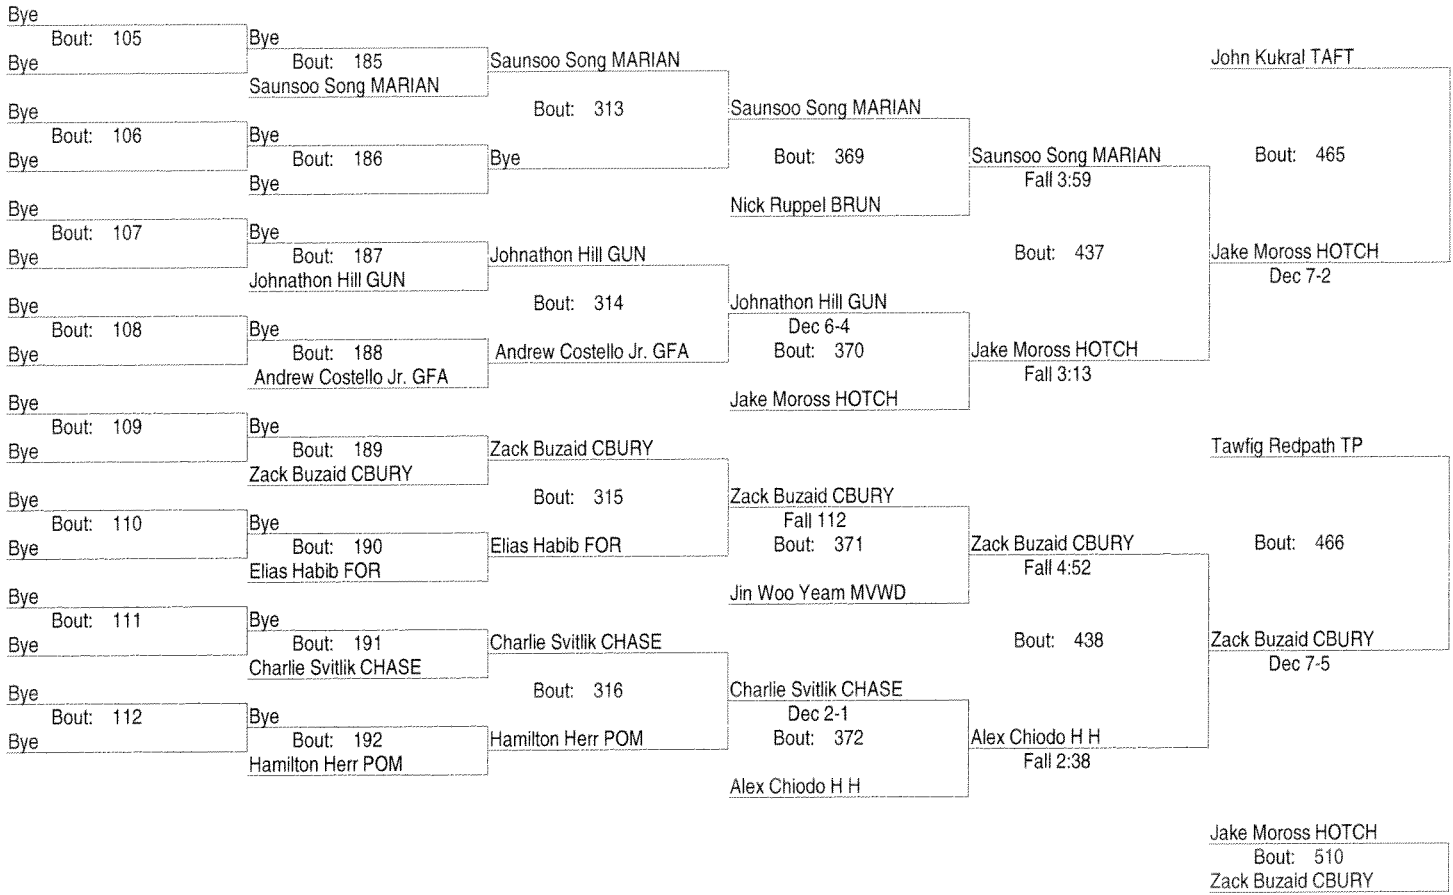 Bye
Bout: 105
Bye
Bye
Bout: 106
Bye
Bye
Bout: 107
Bye
Bye
Bout: 108
Bye
Bye
Bout: 109
Bye
Bye
Bout: 110
Bye
Bye
Bout: 111
Bye
Bye
Bout: 112
Bye
Bye
Bout: 185
Saunsoo Song MARIAN
Bye
Bout: 186
Bye
Bye
Bout: 187
Johnathon Hill GUN
Bye
Bout: 188
Andrew Costello Jr. GFA
Bye
Bout: 189
Zack Buzaid CBURY
Bye
Bout: 190
Elias Habib FOR
Bye
Bout: 191
Charlie Svitlik CHASE
Bye
Bout: 192
Hamilton Herr POM
Saunsoo Song MARIAN
Bout: 313
Bye
Johnathon Hill GUN
Bout: 314
Andrew Costello Jr. GFA
Zack Buzaid CBURY
Bout: 315
Elias Habib FOR
Charlie Svitlik CHASE
Bout: 316
Hamilton Herr POM
Saunsoo Song MARIAN
Bout: 369
Nick Ruppel BRUN
Johnathon Hill GUN
Dec 6-4
Bout: 370
Jake Moross HOTCH
Zack Buzaid CBURY
Fall 112
Bout: 371
Jin Woo Yeam MVWD
Charlie Svitlik CHASE
Dec 2-1
Bout: 372
Alex Chiodo H H
Saunsoo Song MARIAN
Fall 3:59
Bout: 437
Jake Moross HOTCH
Fall 3:13
Zack Buzaid CBURY
Fall 4:52
Bout: 438
Alex Chiodo H H
Fall 2:38
John Kukral TAFT
Bout: 465
Jake Moross HOTCH
Dec 7-2
Tawfig Redpath TP
Bout: 466
Zack Buzaid CBURY
Dec 7-5
Jake Moross HOTCH
Bout: 510
Zack Buzaid CBURY